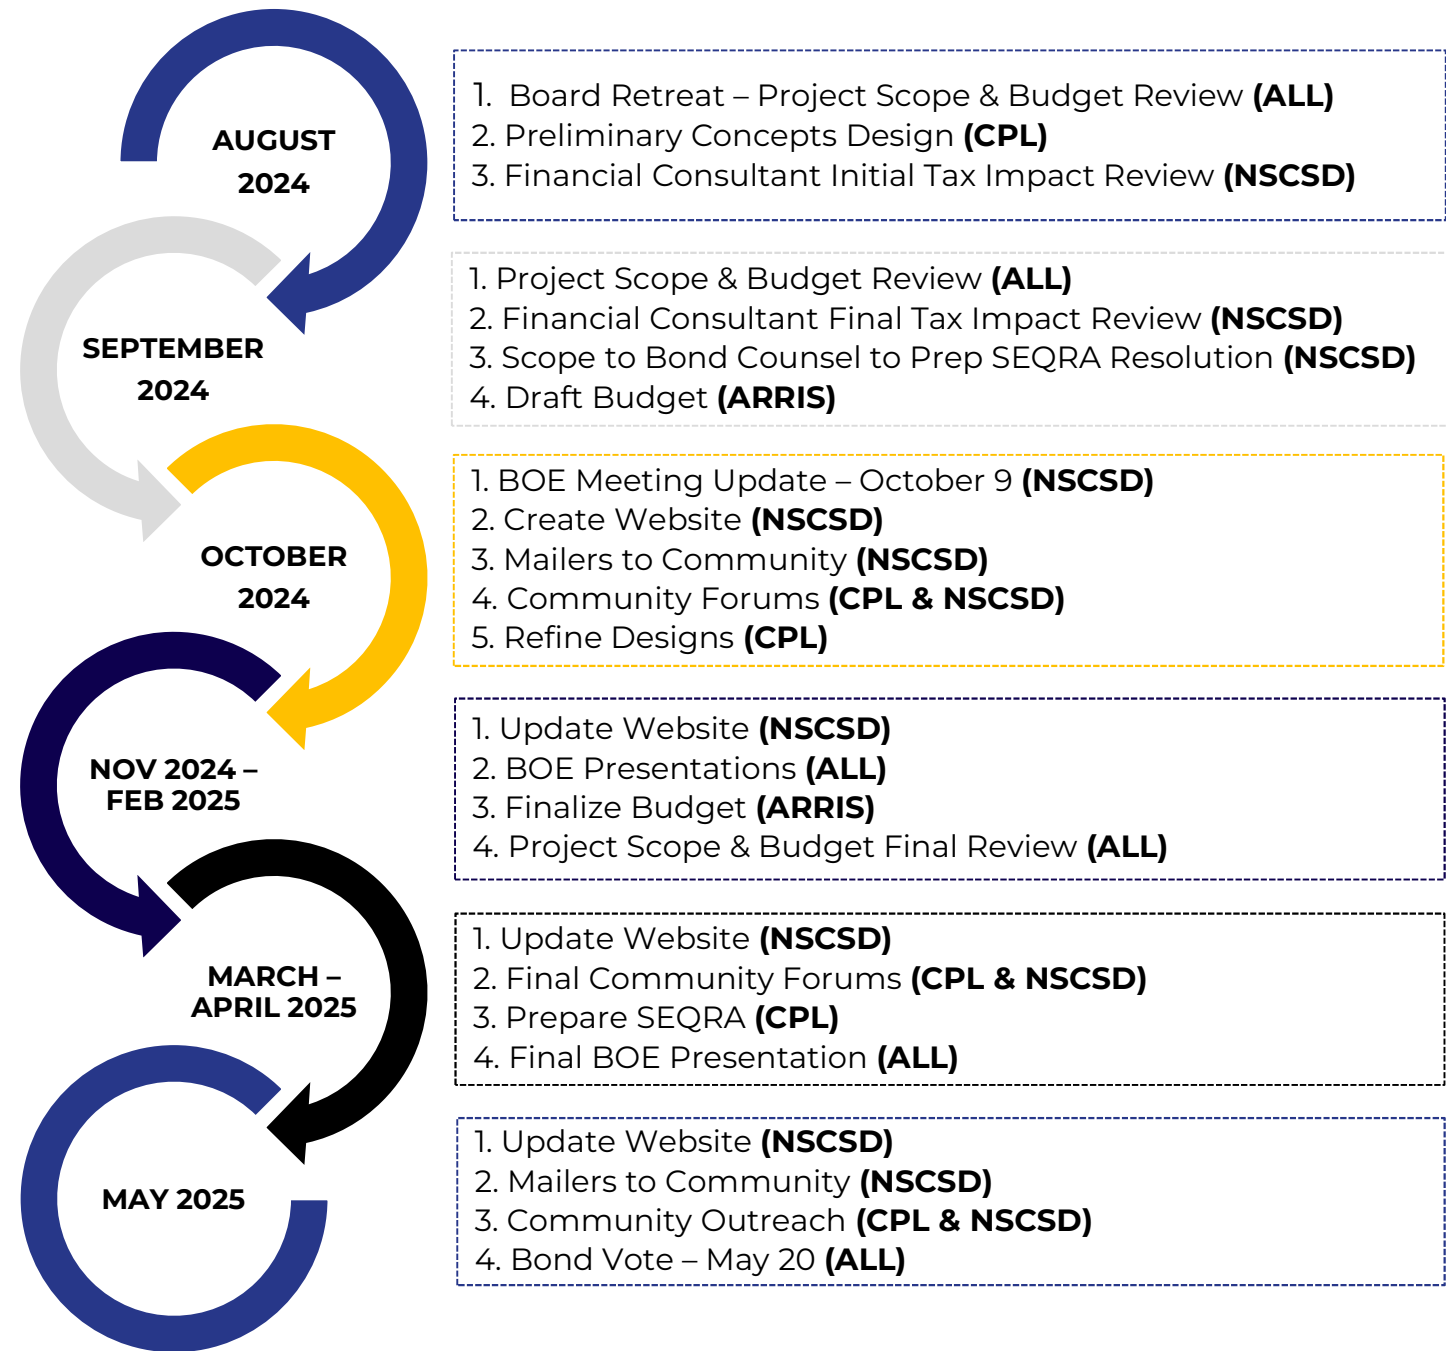 AUGUST
2024
1. Board Retreat – Project Scope & Budget Review (ALL)
2. Preliminary Concepts Design (CPL)
3. Financial Consultant Initial Tax Impact Review (NSCSD)
SEPTEMBER
2024
1. Project Scope & Budget Review (ALL)
2. Financial Consultant Final Tax Impact Review (NSCSD)
3. Scope to Bond Counsel to Prep SEQRA Resolution (NSCSD)
4. Draft Budget (ARRIS)
OCTOBER
2024
1. BOE Meeting Update – October 9 (NSCSD)
2. Create Website (NSCSD)
3. Mailers to Community (NSCSD)
4. Community Forums (CPL & NSCSD)
5. Refine Designs (CPL)
NOV 2024 –
FEB 2025
1. Update Website (NSCSD)
2. BOE Presentations (ALL)
3. Finalize Budget (ARRIS)
4. Project Scope & Budget Final Review (ALL)
MARCH –
APRIL 2025
1. Update Website (NSCSD)
2. Final Community Forums (CPL & NSCSD)
3. Prepare SEQRA (CPL)
4. Final BOE Presentation (ALL)
MAY 2025
1. Update Website (NSCSD)
2. Mailers to Community (NSCSD)
3. Community Outreach (CPL & NSCSD)
4. Bond Vote – May 20 (ALL)